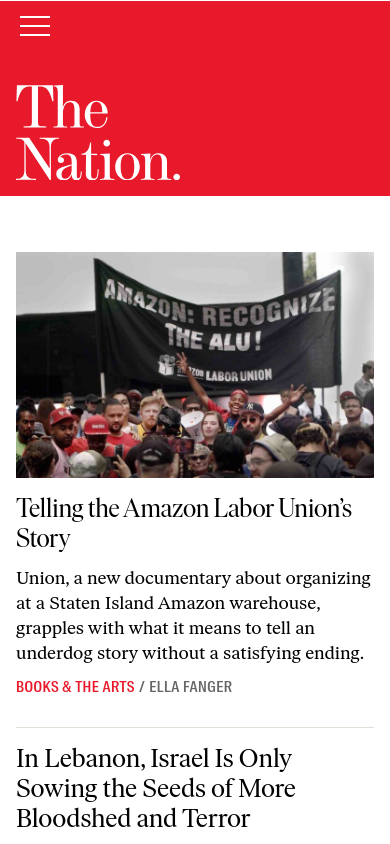 The
Nation.
AMAZON: RECOGNIZE
THE ALU!
AMAZON LABOR UNION
Telling the Amazon Labor Union’s
Story
Union, a new documentary about organizing
at a Staten Island Amazon warehouse,
grapples with what it means to tell an
underdog story without a satisfying ending.
BOOKS & THE ARTS / ELLA FANGER
In Lebanon, Israel Is Only
Sowing the Seeds of More
Bloodshed and Terror